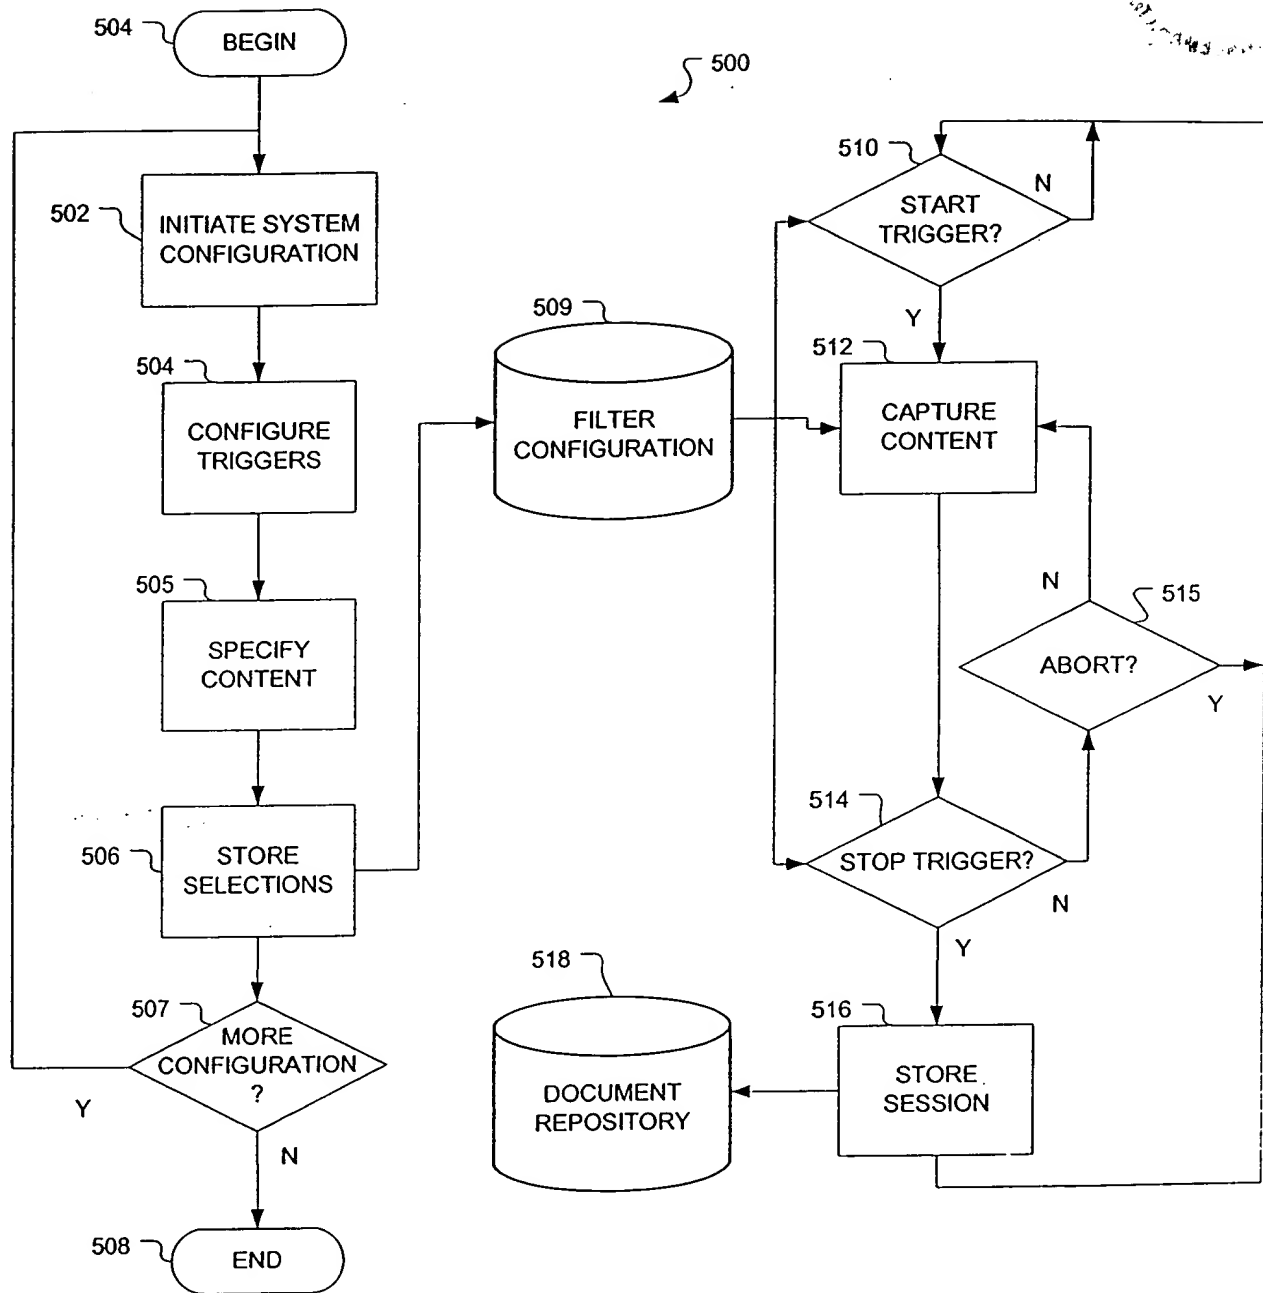 504
BEGIN
500
502
INITIATE SYSTEM
CONFIGURATION
504
CONFIGURE
TRIGGERS
505
SPECIFY
CONTENT
506
STORE
SELECTIONS
507
MORE
CONFIGURATION
?
Y
N
508
END
509
FILTER
CONFIGURATION
510
START
TRIGGER?
N
Y
512
CAPTURE
CONTENT
N
515
ABORT?
Y
514
STOP TRIGGER?
N
Y
516
STORE
SESSION
518
DOCUMENT
REPOSITORY